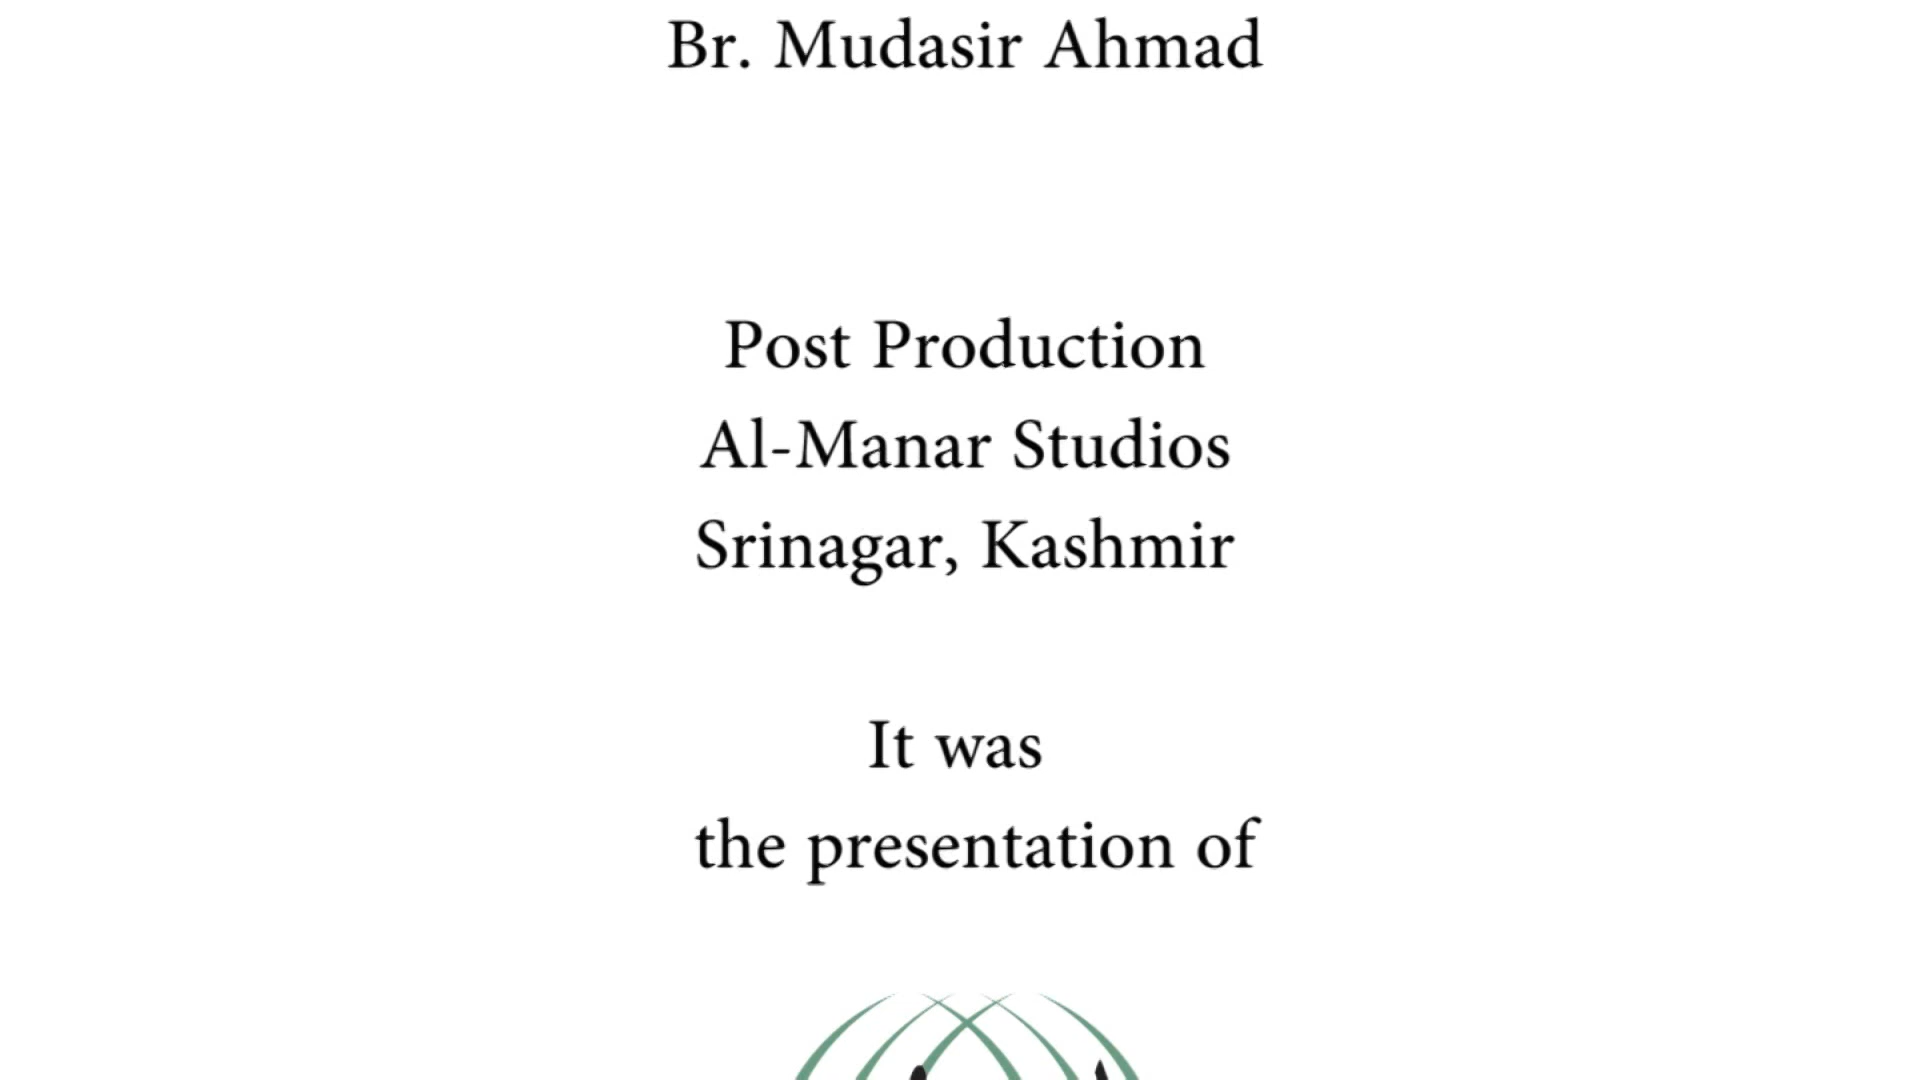 Br. Mudasir Ahmad
Post Production
Al-Manar Studios
Srinagar, Kashmir
It was
the presentation of